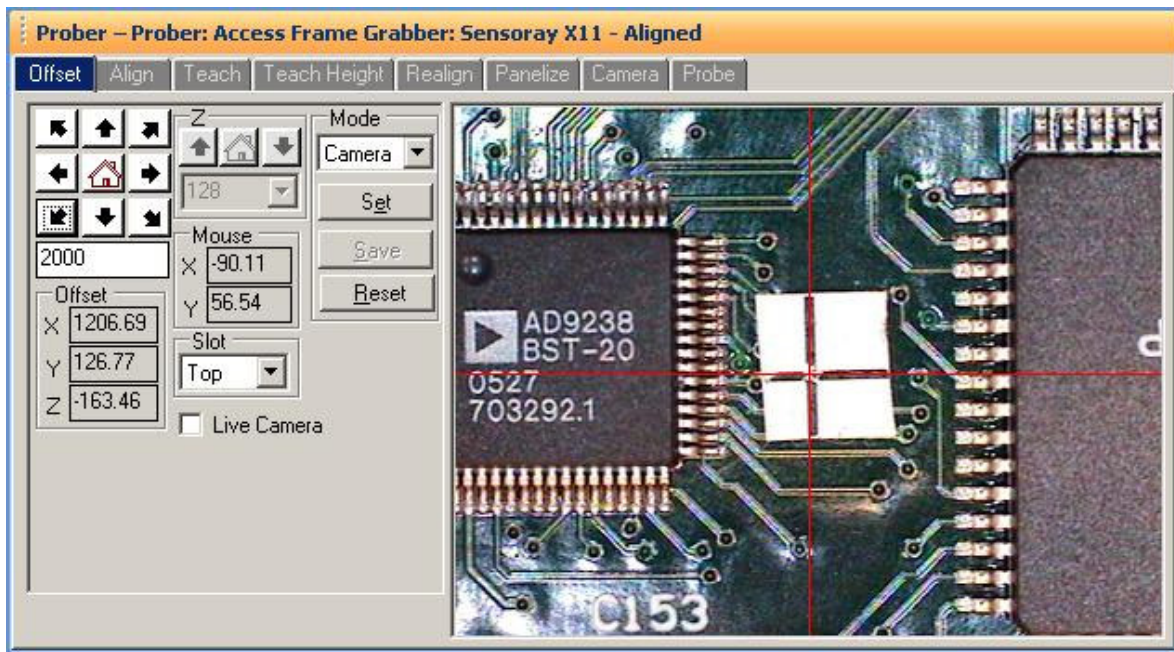 Prober – Prober: Access Frame Grabber: Sensoray X11 - Aligned
Offset Align Teach Teach Height Realign Panelize Camera Probe
Z
128
Mode
Camera
Set
Save
Reset
2000
Mouse
X -90.11
Y 56.54
Offset
X 1206.69
Y 126.77
Z -163.46
Slot
Top
Live Camera
AD9238
BST-20
0527
703292.1
C153